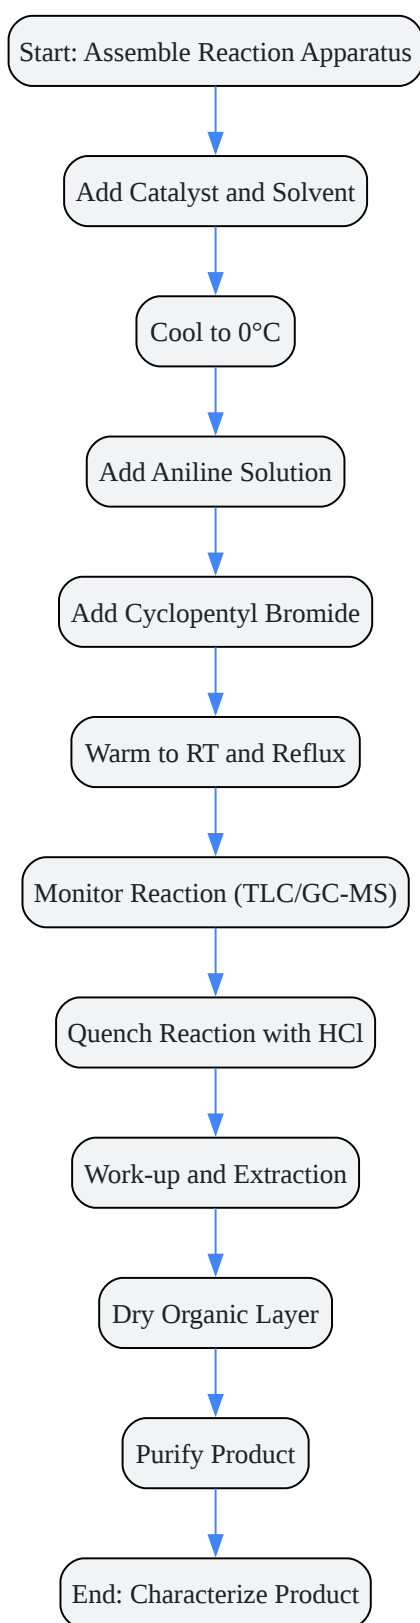 Start: Assemble Reaction Apparatus
Add Catalyst and Solvent
Cool to 0°C
Add Aniline Solution
Add Cyclopentyl Bromide
Warm to RT and Reflux
Monitor Reaction (TLC/GC-MS)
Quench Reaction with HCl
Work-up and Extraction
Dry Organic Layer
Purify Product
End: Characterize Product